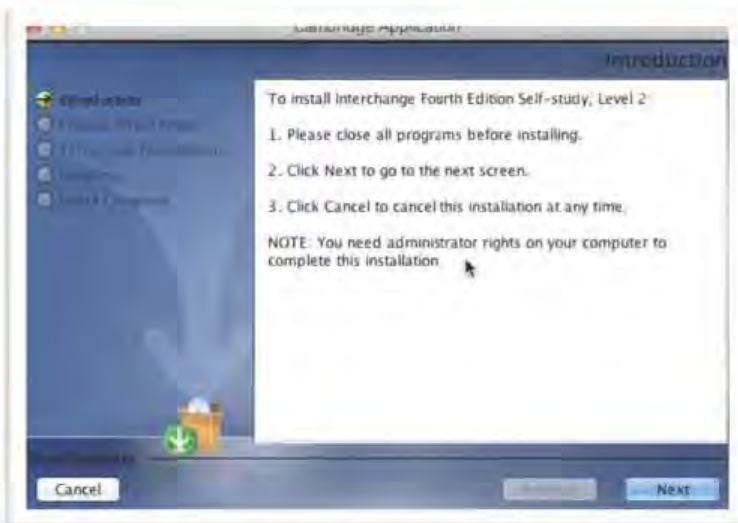 Cambridge Application
Introduction
Introduction
To install Interchange Fourth Edition Self-study, Level 2
1. Please close all programs before installing.
2. Click Next to go to the next screen.
3. Click Cancel to cancel this installation at any time.
NOTE: You need administrator rights on your computer to
complete this installation
Cancel
Next